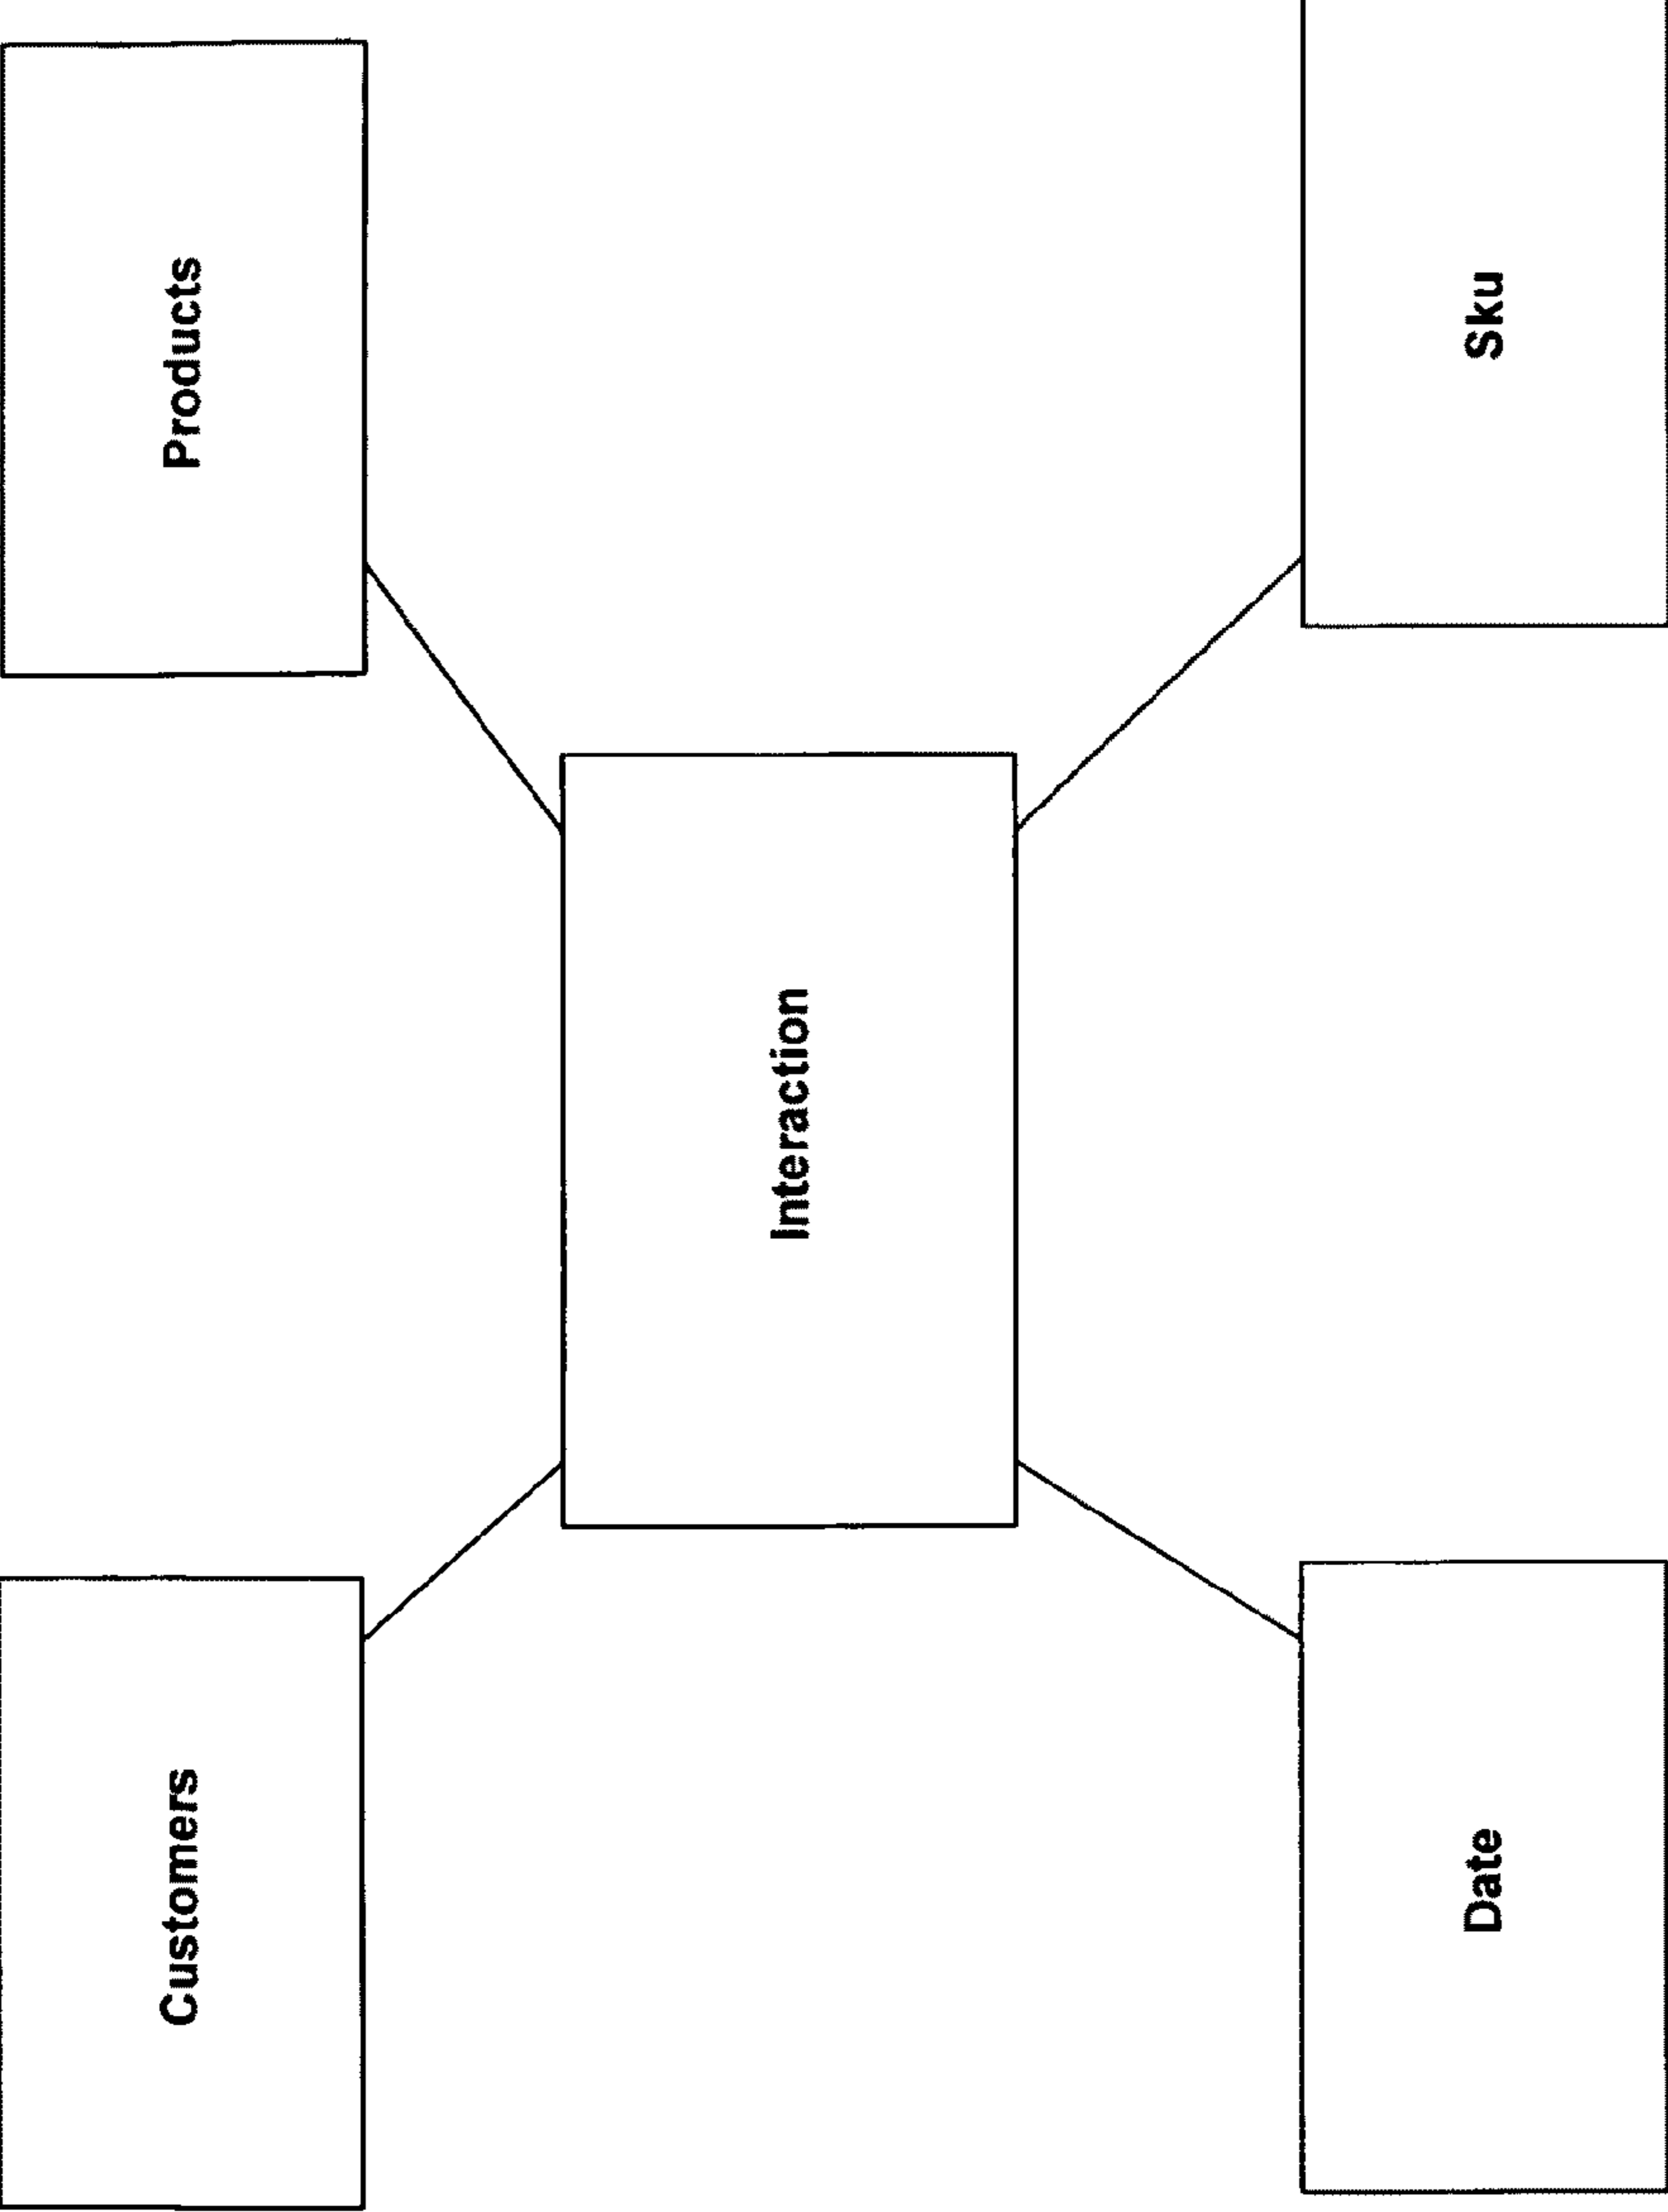 Customers
Products
Interaction
Date
Sku